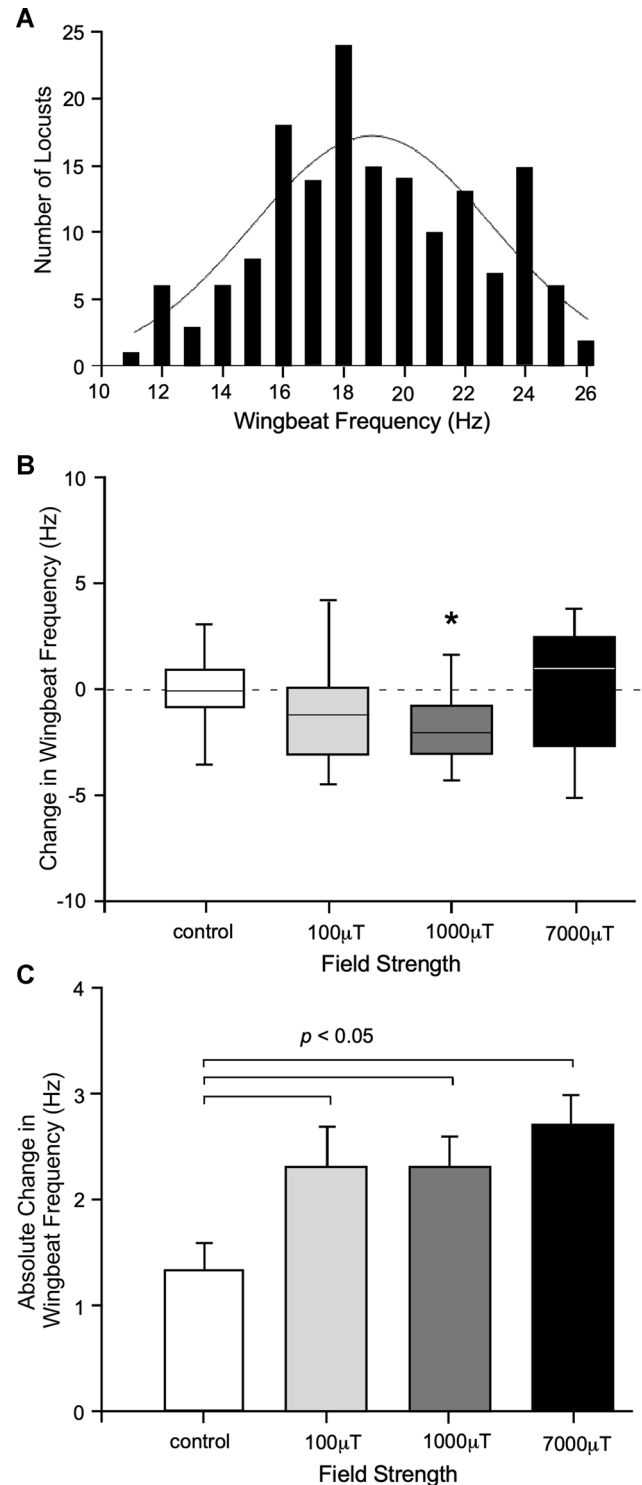 A
25
20
15
10
5
0
Number of Locusts
10 12 14 16 18 20 22 24 26
Wingbeat Frequency (Hz)
B
10
5
0
-5
-10
Change in Wingbeat Frequency (Hz)
*
control 100μT 1000μT 7000μT
Field Strength
C
4
3
2
1
0
Absolute Change in
Wingbeat Frequency (Hz)
p < 0.05
control 100μT 1000μT 7000μT
Field Strength